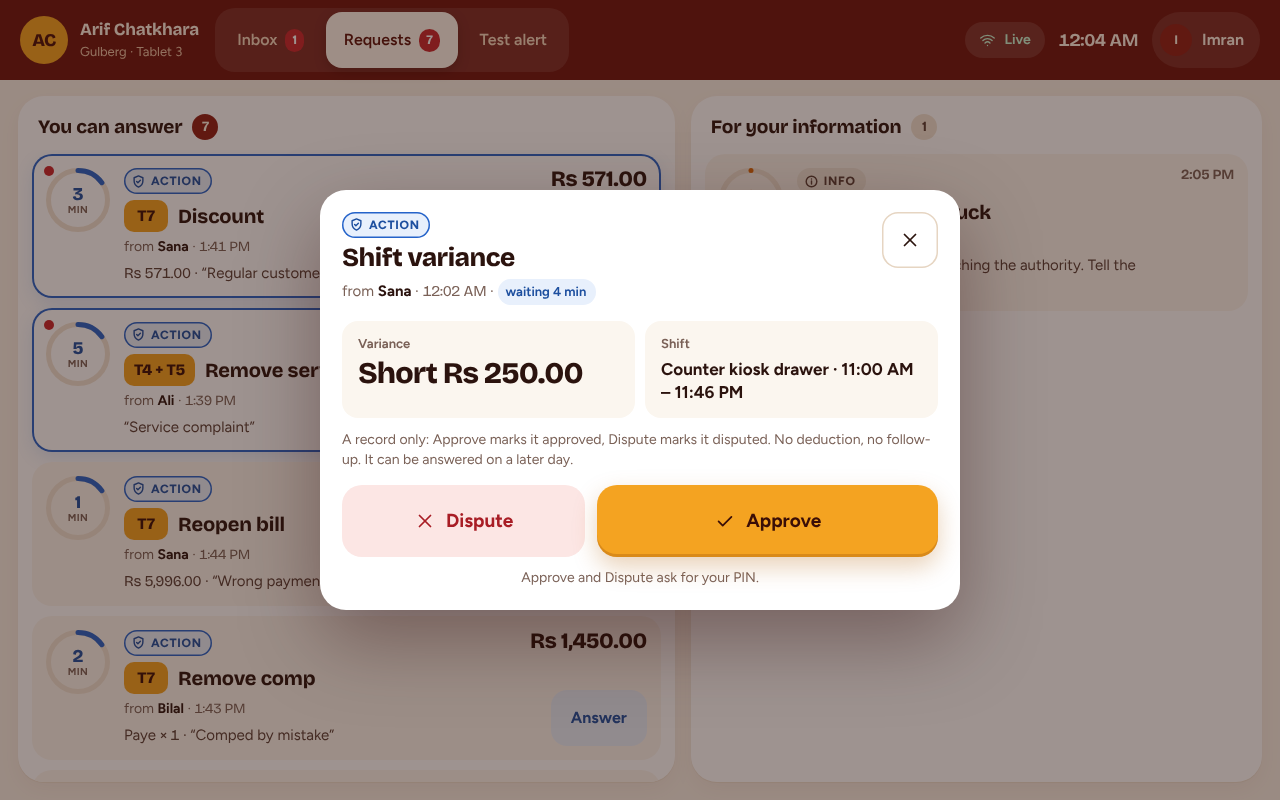 AC
Arif Chatkhara
Gulberg · Tablet 3
Inbox 1
Requests 7
Test alert
Live
12:04 AM
I
Imran
You can answer 7
3 MIN
ACTION
Rs 571.00
T7 Discount
from Sana · 1:41 PM
Rs 571.00 · “Regular custome
5 MIN
ACTION
T4 + T5 Remove ser
from Ali · 1:39 PM
“Service complaint”
1 MIN
ACTION
T7 Reopen bill
from Sana · 1:44 PM
Rs 5,996.00 · “Wrong paymen
2 MIN
ACTION
Rs 1,450.00
T7 Remove comp
from Bilal · 1:43 PM
Paye × 1 · “Comped by mistake”
Answer
For your information 1
INFO
2:05 PM
uck
ching the authority. Tell the
ACTION
Shift variance
from Sana · 12:02 AM · waiting 4 min
Variance
Short Rs 250.00
Shift
Counter kiosk drawer · 11:00 AM
– 11:46 PM
A record only: Approve marks it approved, Dispute marks it disputed. No deduction, no follow-
up. It can be answered on a later day.
Dispute
Approve
Approve and Dispute ask for your PIN.